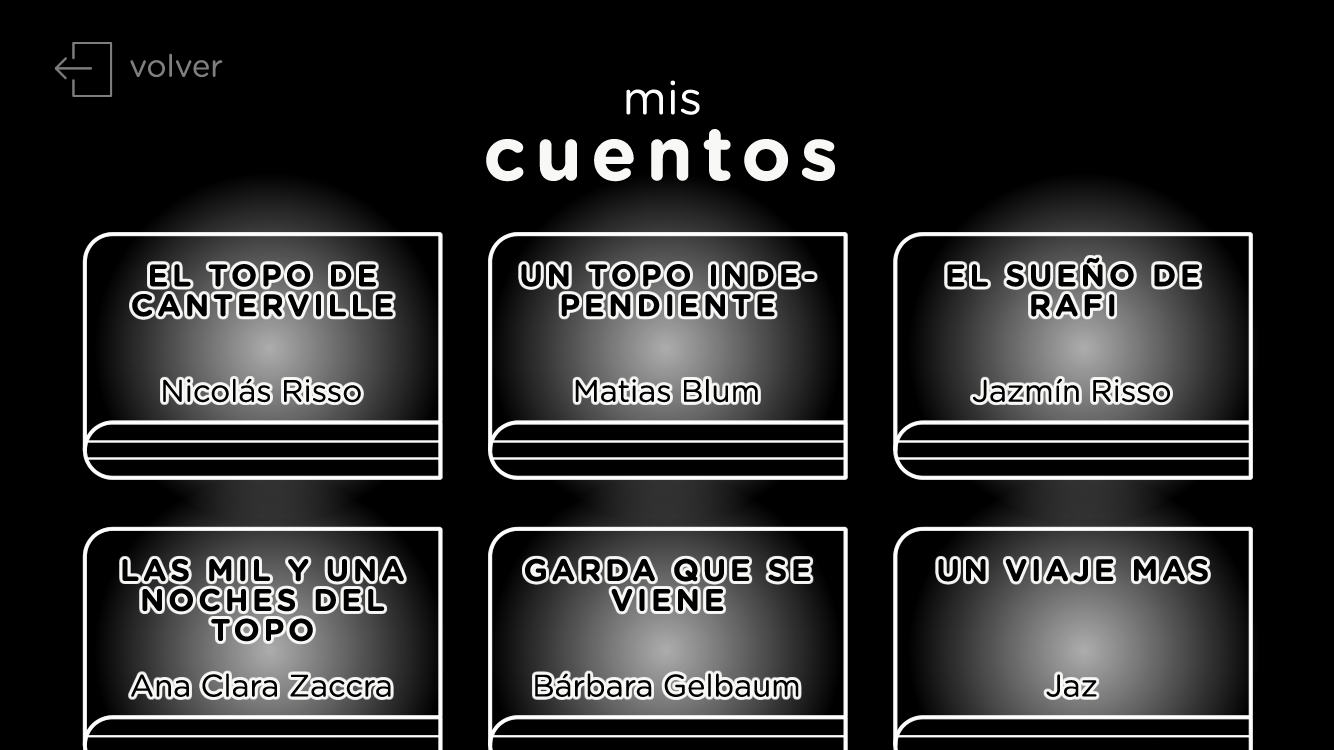 volver
mis
cuentos
EL TOPO DE
CANTERVILLE
Nicolás Risso
UN TOPO INDE-
PENDIENTE
Matias Blum
EL SUEÑO DE
RAFI
Jazmín Risso
LAS MIL Y UNA
NOCHES DEL
TOPO
Ana Clara Zaccra
GARDA QUE SE
VIENE
Bárbara Gelbaum
UN VIAJE MAS
Jaz